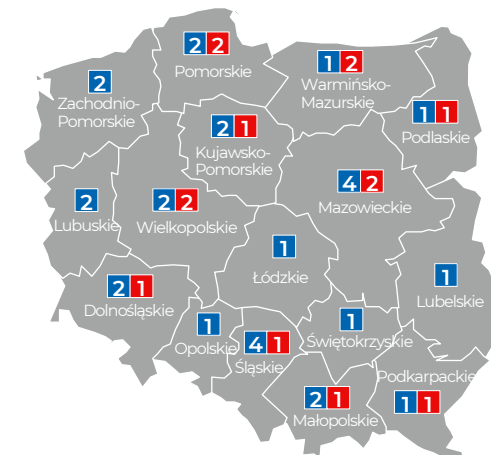 2 2
Pomorskie
1 2
Warmińsko-
Mazurskie
2
Zachodnio-
Pomorskie
1 1
Podlaskie
2 1
Kujawsko-
Pomorskie
4 2
Mazowieckie
2
Lubuskie
2 2
Wielkopolskie
1
Łódzkie
1
Lubelskie
2 1
Dolnośląskie
1
Opolskie
4 1
Śląskie
1
Świętokrzyskie
Podkarpackie
1 1
2 1
Małopolskie